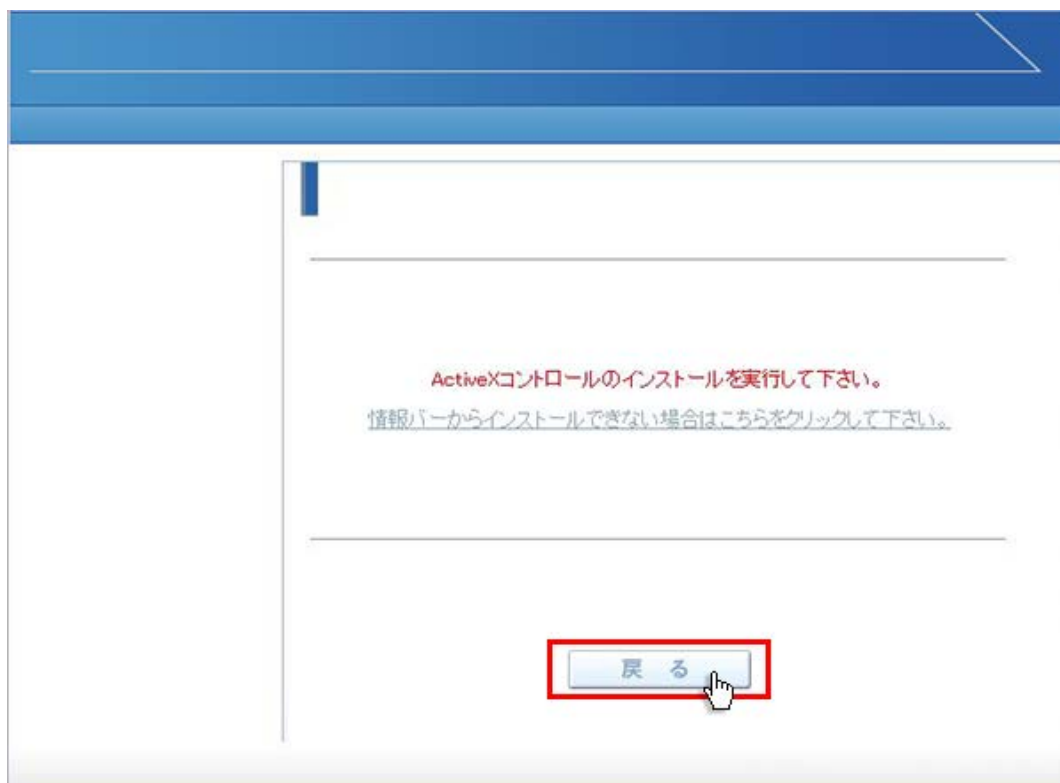 ActiveXコントロールのインストールを実行して下さい。
情報バーからインストールできない場合はこちらをクリックして下さい。
戻る